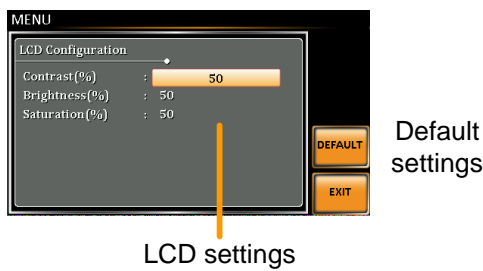 MENU
LCD Configuration
Contrast(%) : 50
Brightness(%) : 50
Saturation(%) : 50
DEFAULT
EXIT
Default
settings
LCD settings